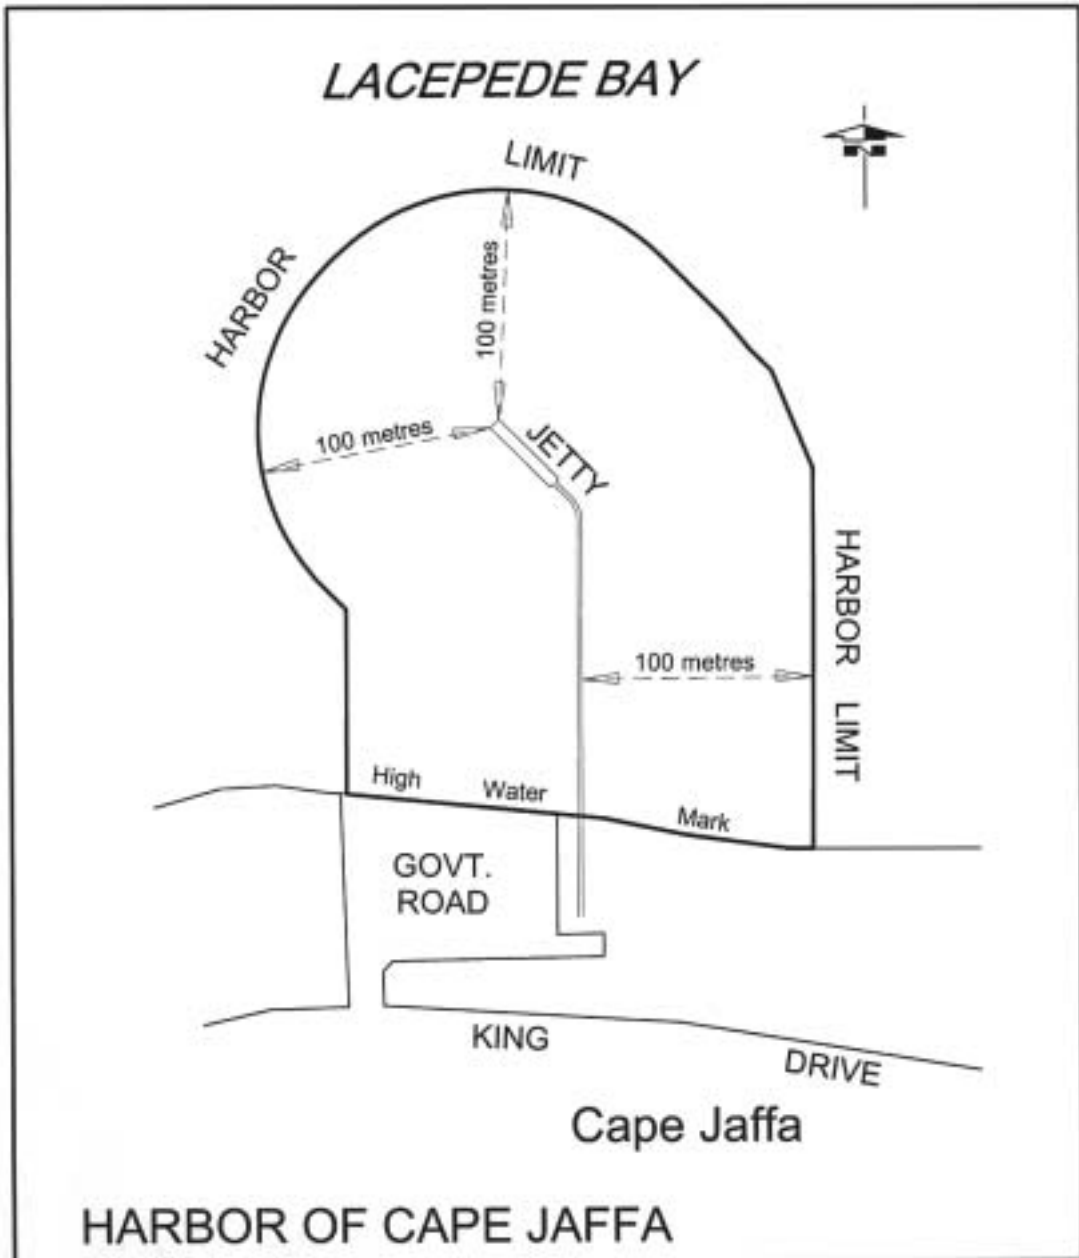 LACEPEDE BAY
LIMIT
HARBOR
100 metres
100 metres
JETTY
HARBOR LIMIT
100 metres
High Water Mark
GOVT.
ROAD
KING DRIVE
Cape Jaffa
HARBOR OF CAPE JAFFA